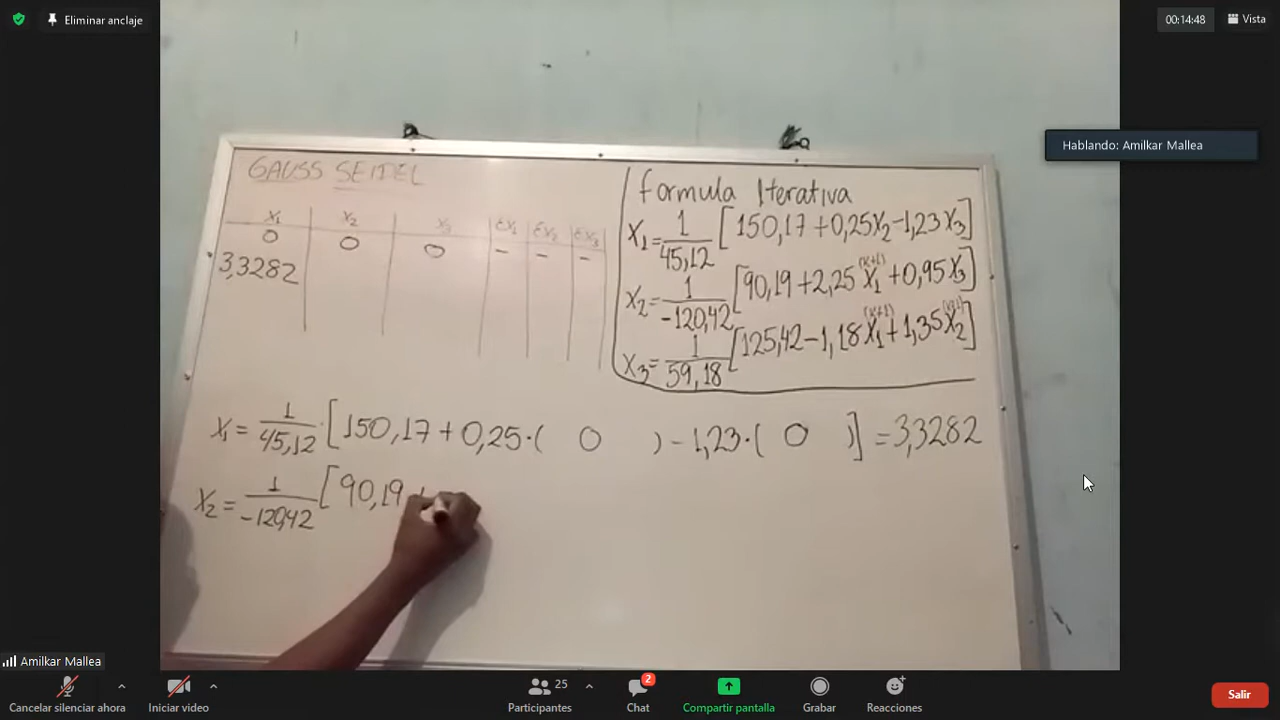 Eliminar anclaje
00:14:48
Vista
Hablando: Amilkar Mallea
GAUSS SEIDEL
X₁ X₂ X₃ EX₁ EX₂ EX₃
0 0 0 - - -
3,3282
formula Iterativa
X₁= 1/45,12 [150,17+0,25X₂-1,23X₃]
X₂= 1/-120,42 [90,19+2,25X₁⁽ᵏ⁺¹⁾+0,95X₃]
X₃= 1/59,18 [125,42-1,18X₁⁽ᵏ⁺¹⁾+1,35X₂⁽ᵏ⁺¹⁾]
X₁= 1/45,12 · [150,17+0,25·( 0 )-1,23·( 0 )] =3,3282
X₂= 1/-120,42 [90,19+
Amilkar Mallea
Cancelar silenciar ahora
Iniciar video
25
Participantes
2
Chat
Compartir pantalla
Grabar
Reacciones
Salir